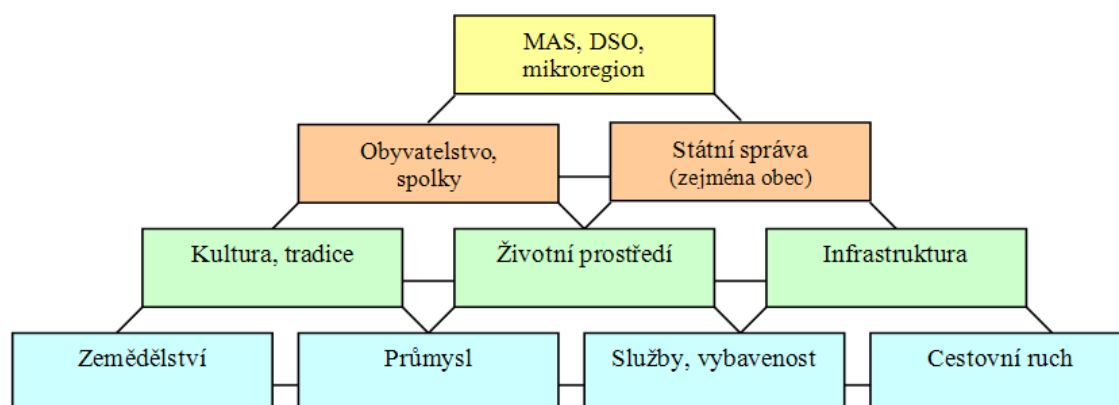 MAS, DSO,
mikroregion
Obyvatelstvo,
spolky
Státní správa
(zejména obec)
Kultura, tradice
Životní prostředí
Infrastruktura
Zemědělství
Průmysl
Služby, vybavenost
Cestovní ruch